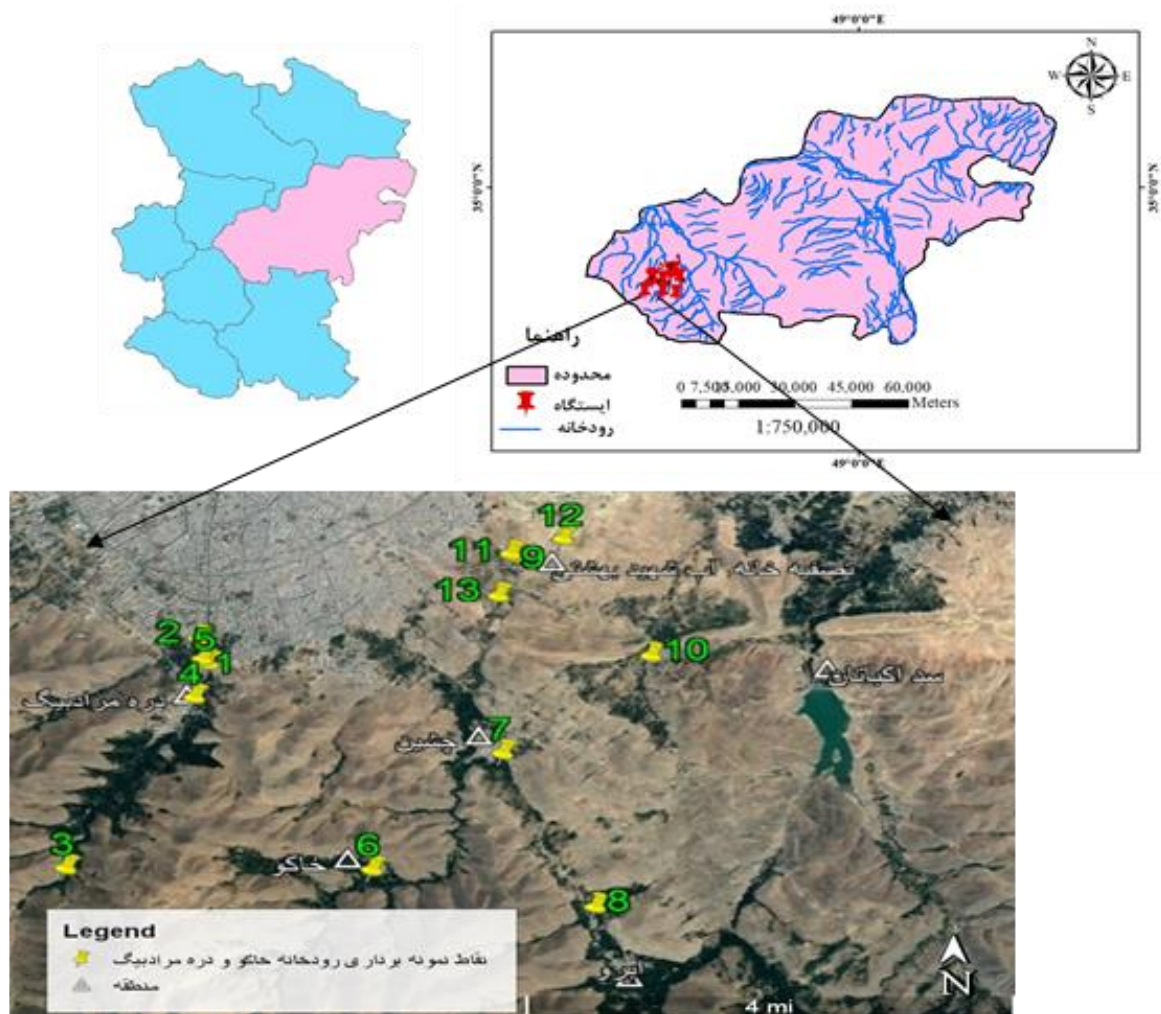 49°0'0"E
N
W
E
S
35°0'0"N
35°0'0"N
راهنما
محدوده
ایستگاه
رودخانه
0 7,500 15,000 30,000 45,000 60,000
Meters
1:750,000
49°0'0"E
12
11
9
تصفیه خانه آب شهید بهشتی
13
2
5
1
10
4
دره مرادبیگ
سد اکباتان
7
چشین
3
6
خاکو
8
ابرو
Legend
نقاط نمونه برداری رودخانه خاکو و دره مرادبیگ
منطقه
N
4 mi